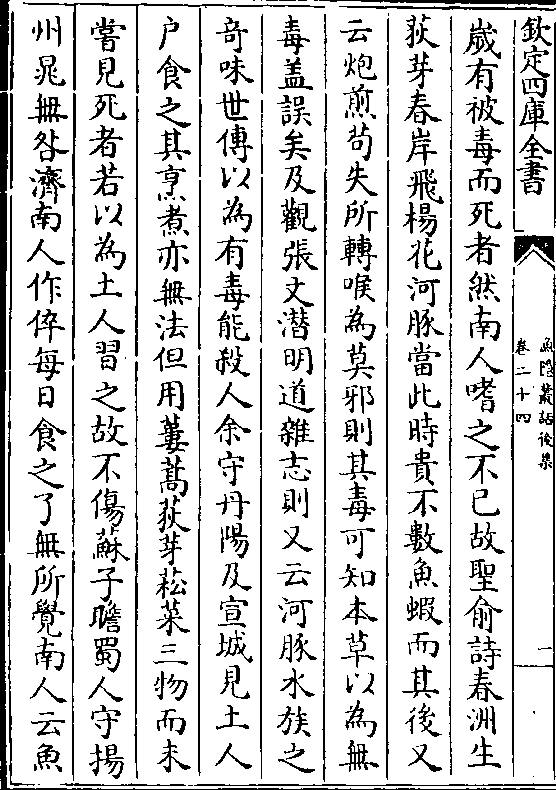 欽定四庫全書
漁隱叢話後集
卷二十四
一
歲有被毒而死者然南人嗜之不已故聖俞詩春洲生
荻芽春岸飛楊花河豚當此時貴不數魚蝦而其後又
云炮煎茍失所轉喉為莫邪則其毒可知本草以為無
毒盖誤矣及觀張文潛明道雜志則又云河豚水族之
奇味世傳以為有毒能殺人余守丹陽及宣城見土人
户食之其烹煮亦無法但用蔞蒿荻芽菘菜三物而未
嘗見死者若以為土人習之故不傷蘇子瞻蜀人守揚
州晁無咎濟南人作倅每日食之了無所覺南人云魚